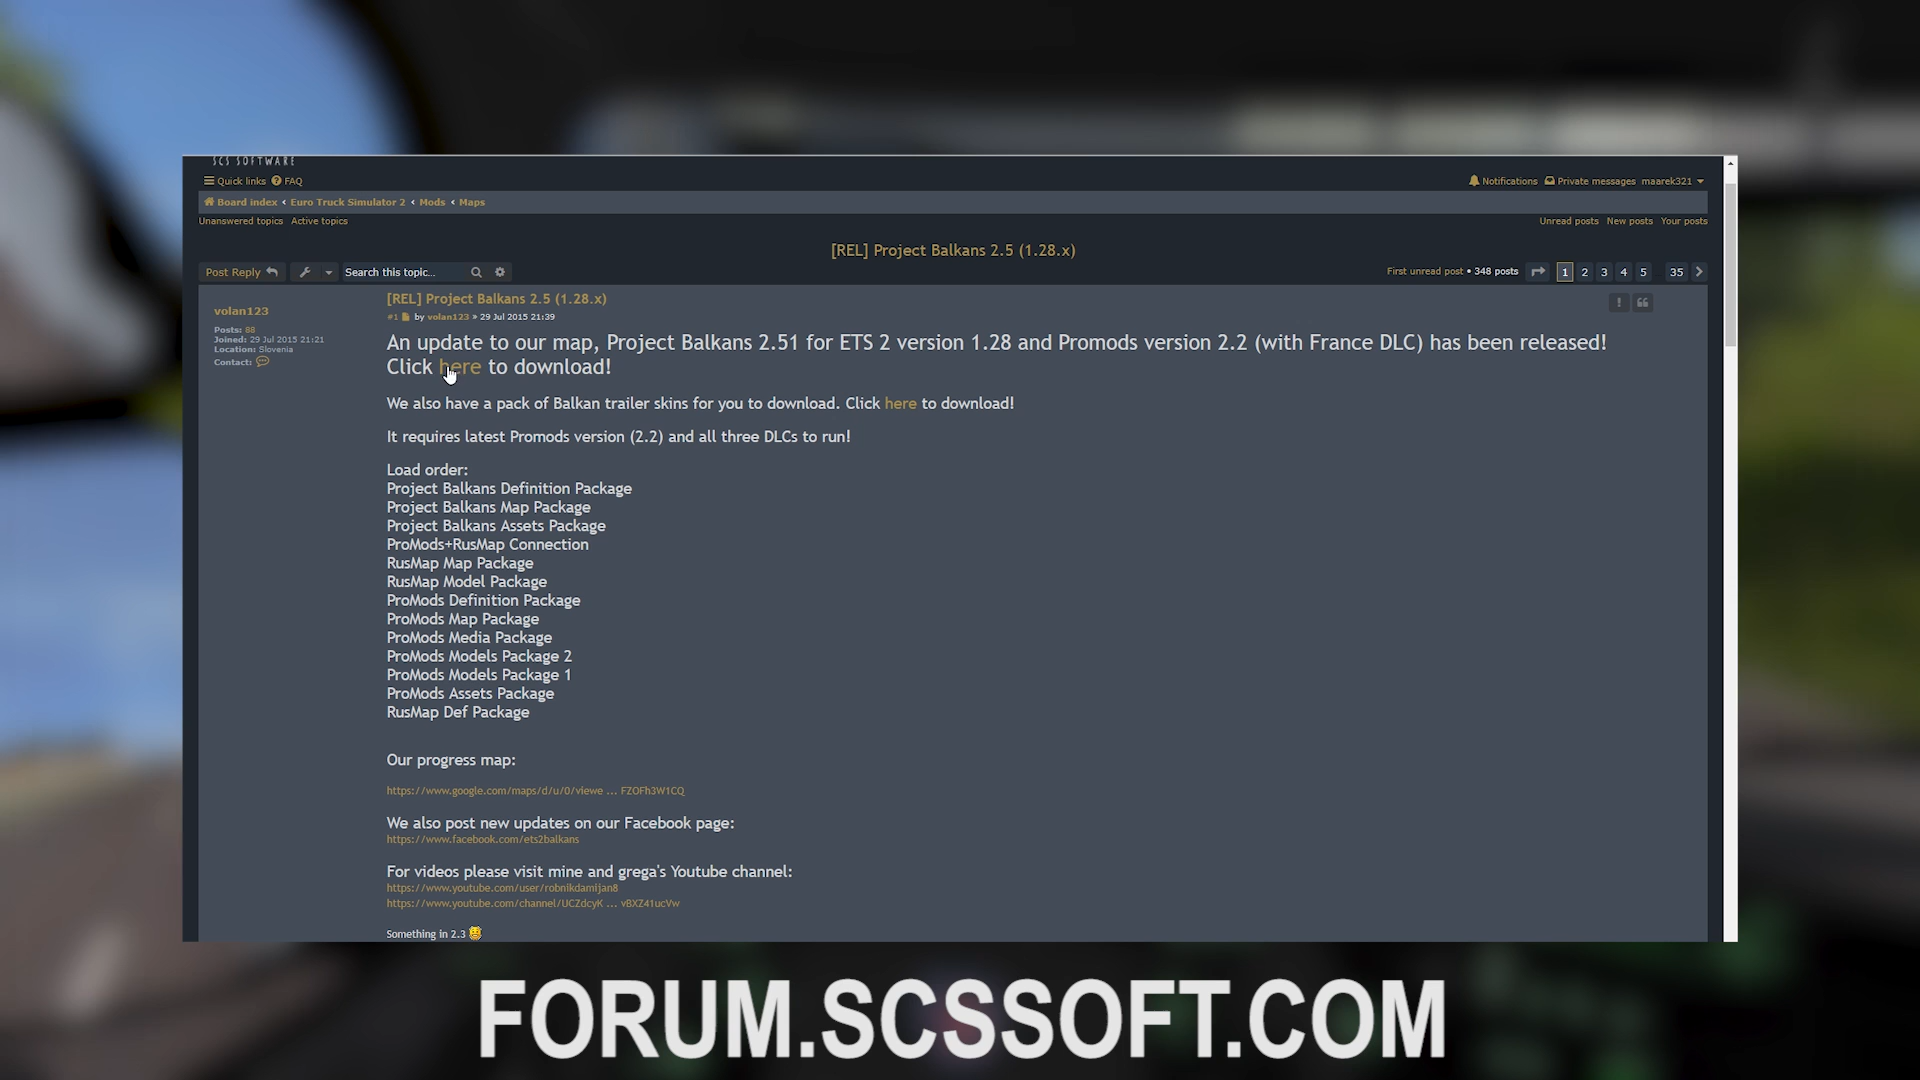 SCS SOFTWARE
Quick links FAQ
Notifications Private messages maarek321
Board index ‹ Euro Truck Simulator 2 ‹ Mods ‹ Maps
Unanswered topics Active topics
Unread posts New posts Your posts
[REL] Project Balkans 2.5 (1.28.x)
Post Reply Search this topic...
First unread post • 348 posts 1 2 3 4 5 35
volan123
Posts: 88
Joined: 29 Jul 2015 21:21
Location: Slovenia
Contact:
[REL] Project Balkans 2.5 (1.28.x)
#1 by volan123 » 29 Jul 2015 21:39
An update to our map, Project Balkans 2.51 for ETS 2 version 1.28 and Promods version 2.2 (with France DLC) has been released!
Click here to download!
We also have a pack of Balkan trailer skins for you to download. Click here to download!
It requires latest Promods version (2.2) and all three DLCs to run!
Load order:
Project Balkans Definition Package
Project Balkans Map Package
Project Balkans Assets Package
ProMods+RusMap Connection
RusMap Map Package
RusMap Model Package
ProMods Definition Package
ProMods Map Package
ProMods Media Package
ProMods Models Package 2
ProMods Models Package 1
ProMods Assets Package
RusMap Def Package
Our progress map:
https://www.google.com/maps/d/u/0/viewe ... FZOFh3W1CQ
We also post new updates on our Facebook page:
https://www.facebook.com/ets2balkans
For videos please visit mine and grega's Youtube channel:
https://www.youtube.com/user/robnikdamijan8
https://www.youtube.com/channel/UCZdcyK ... vBXZ41ucVw
Something in 2.3
FORUM.SCSSOFT.COM